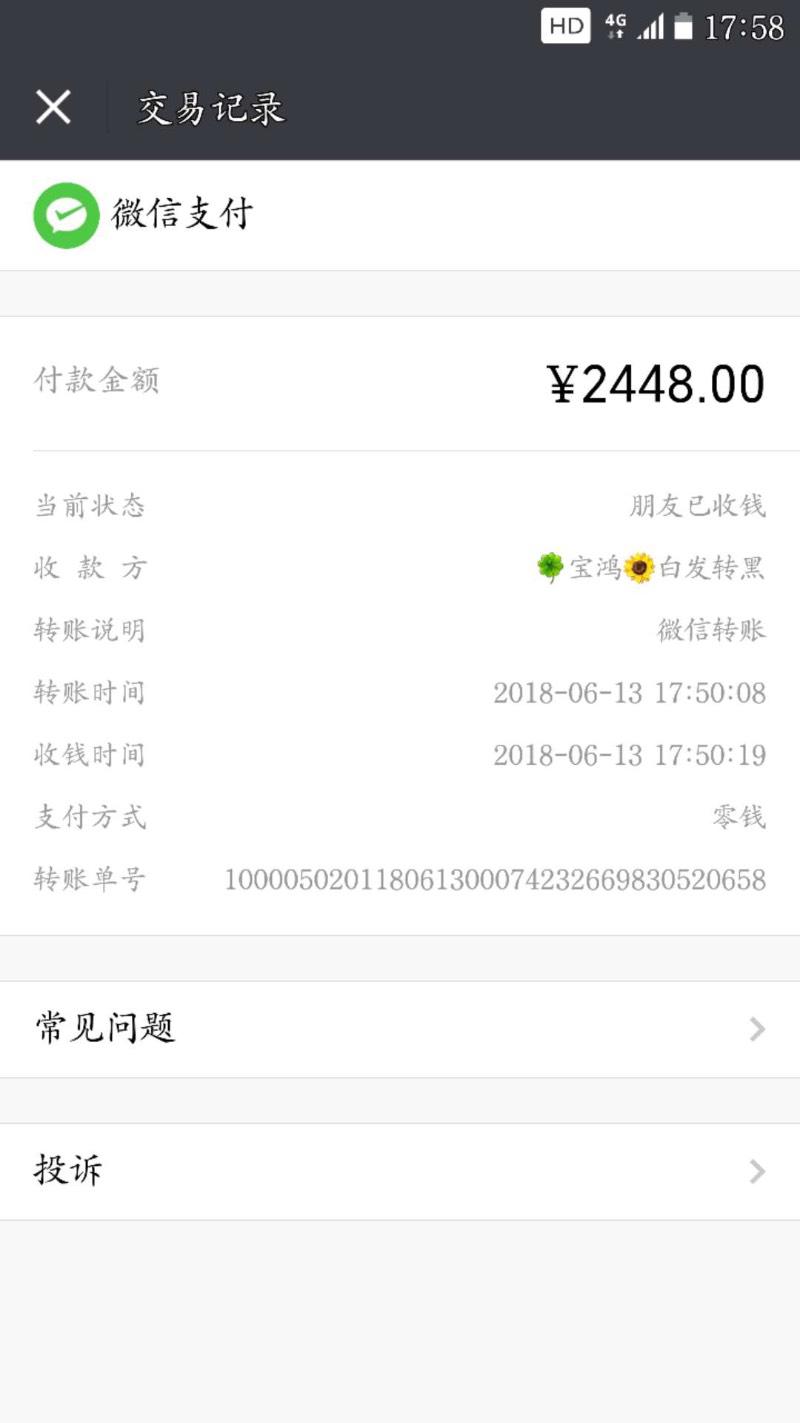 HD 4G 17:58
交易记录
微信支付
付款金额 ¥2448.00
当前状态 朋友已收钱
收款方 🍀宝鸿🌻白发转黑
转账说明 微信转账
转账时间 2018-06-13 17:50:08
收钱时间 2018-06-13 17:50:19
支付方式 零钱
转账单号 100005020118061300074232669830520658
常见问题
投诉